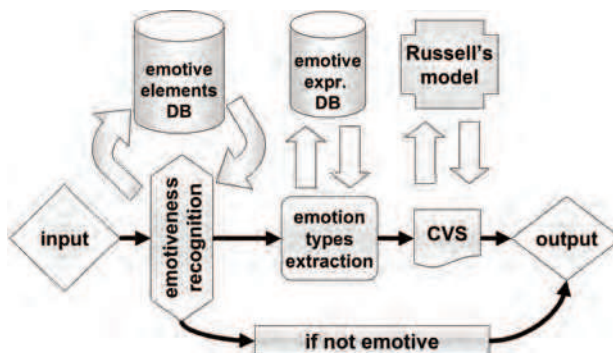 emotive
elements
DB
emotive
expr.
DB
Russell's
model
input
emotiveness
recognition
emotion
types
extraction
CVS
output
if not emotive